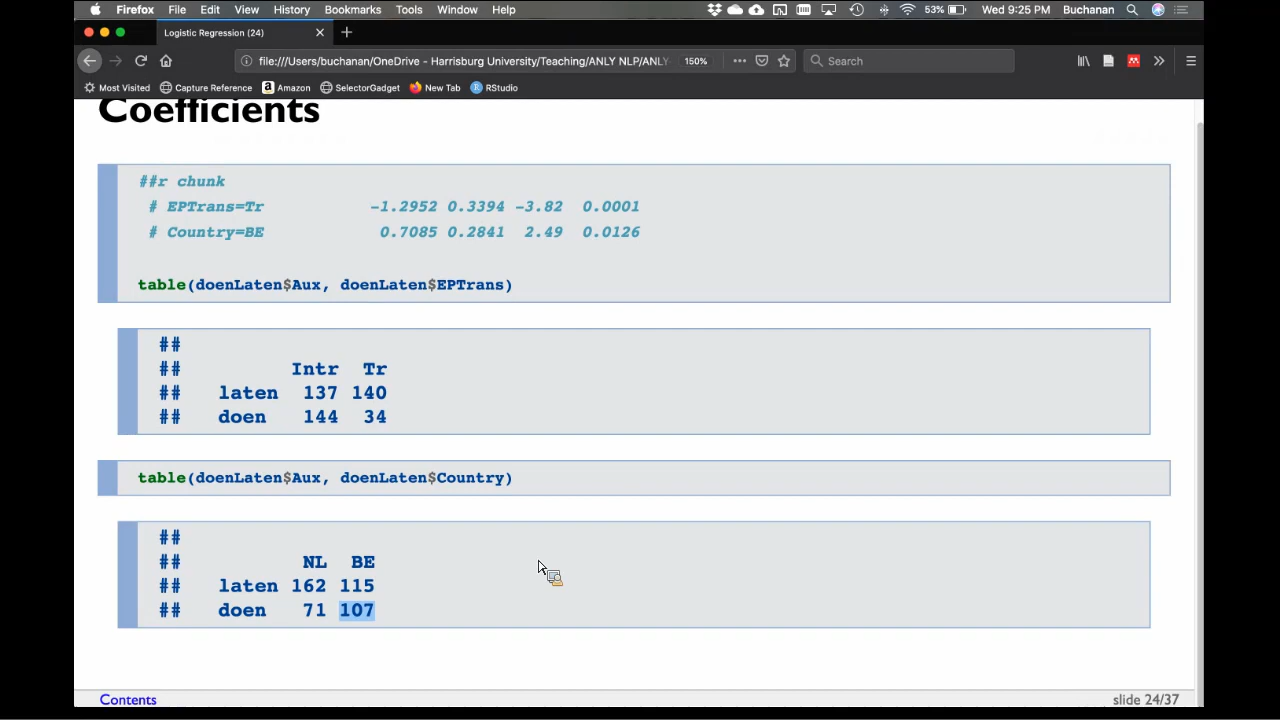 Firefox File Edit View History Bookmarks Tools Window Help 53% Wed 9:25 PM Buchanan
Logistic Regression (24)
file:///Users/buchanan/OneDrive - Harrisburg University/Teaching/ANLY NLP/ANLY- 150% Search
Most Visited Capture Reference Amazon SelectorGadget New Tab RStudio
Coefficients
##r chunk
# EPTrans=Tr -1.2952 0.3394 -3.82 0.0001
# Country=BE 0.7085 0.2841 2.49 0.0126
table(doenLaten$Aux, doenLaten$EPTrans)
##
## Intr Tr
## laten 137 140
## doen 144 34
table(doenLaten$Aux, doenLaten$Country)
##
## NL BE
## laten 162 115
## doen 71 107
Contents slide 24/37